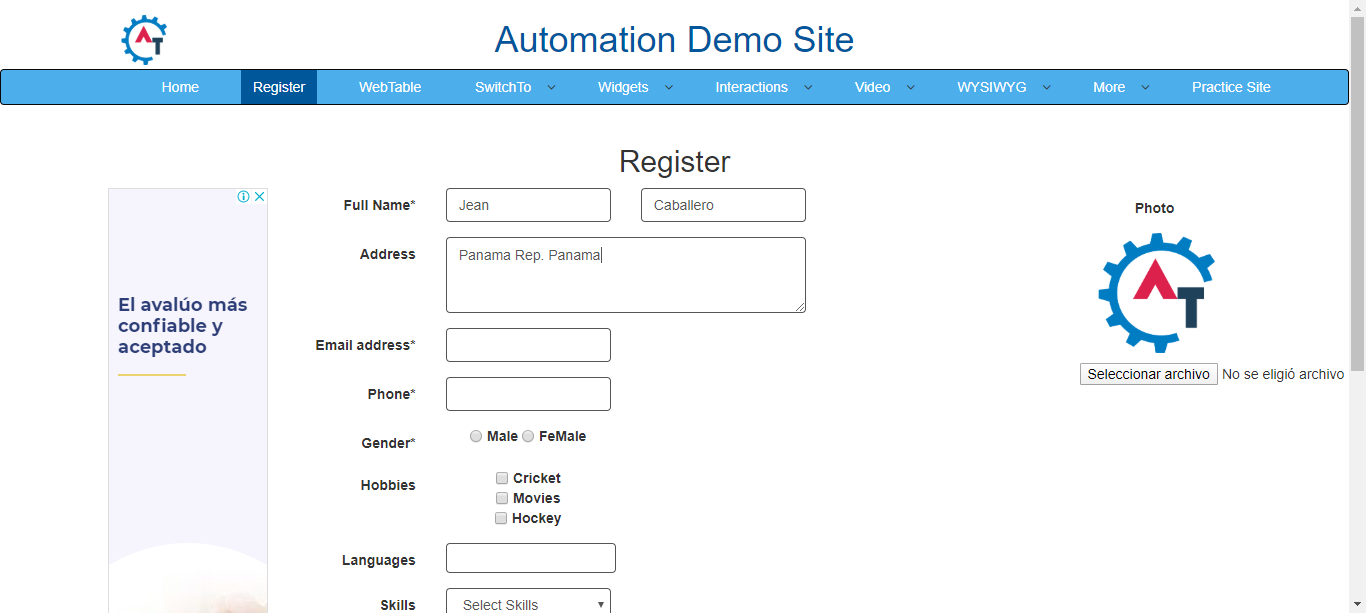 AT
Automation Demo Site
Home Register WebTable SwitchTo Widgets Interactions Video WYSIWYG More Practice Site
Register
El avalúo más
confiable y
aceptado
Full Name* Jean Caballero
Address Panama Rep. Panama
Email address*
Phone*
Gender* Male FeMale
Hobbies Cricket
Movies
Hockey
Languages
Skills Select Skills
Photo
AT
Seleccionar archivo No se eligió archivo